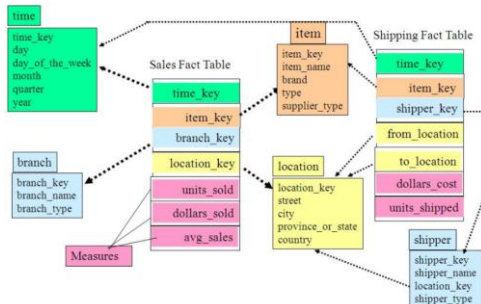 time
time_key
day
day_of_the_week
month
quarter
year
Sales Fact Table
time_key
item_key
branch_key
location_key
units_sold
dollars_sold
avg_sales
Measures
branch
branch_key
branch_name
branch_type
item
item_key
item_name
brand
type
supplier_type
location
location_key
street
city
province_or_state
country
Shipping Fact Table
time_key
item_key
shipper_key
from_location
to_location
dollars_cost
units_shipped
shipper
shipper_key
shipper_name
location_key
shipper_type